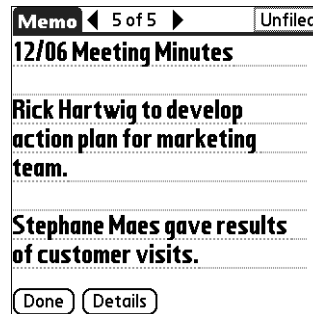 Memo 5 of 5 Unfiled
12/06 Meeting Minutes
Rick Hartwig to develop
action plan for marketing
team.
Stephane Maes gave results
of customer visits.
Done Details